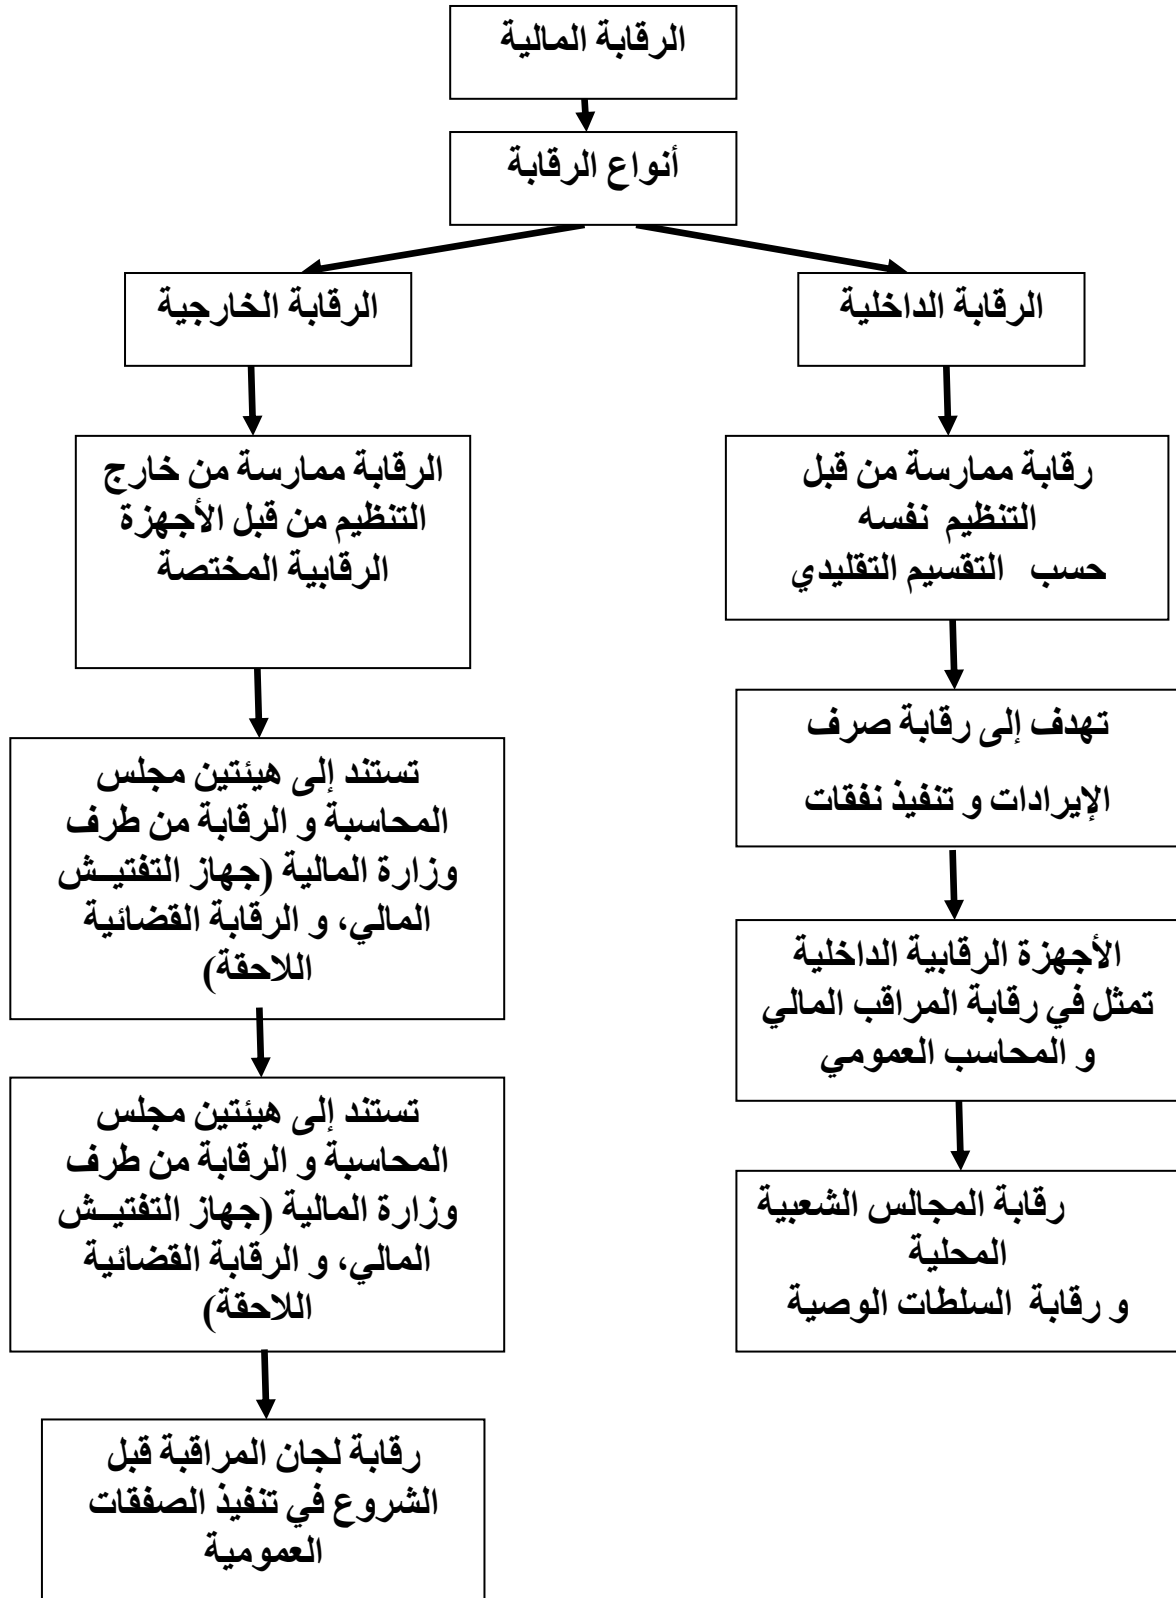 الرقابة المالية
أنواع الرقابة
الرقابة الداخلية
الرقابة الخارجية
رقابة ممارسة من قبل
التنظيم نفسه
حسب التقسيم التقليدي
تهدف إلى رقابة صرف
الإيرادات و تنفيذ نفقات
الأجهزة الرقابية الداخلية
تمثل في رقابة المراقب المالي
و المحاسب العمومي
رقابة المجالس الشعبية
المحلية
و رقابة السلطات الوصية
الرقابة ممارسة من خارج
التنظيم من قبل الأجهزة
الرقابية المختصة
تستند إلى هيئتين مجلس
المحاسبة و الرقابة من طرف
وزارة المالية (جهاز التفتيــش
المالي، و الرقابة القضائية
اللاحقة)
تستند إلى هيئتين مجلس
المحاسبة و الرقابة من طرف
وزارة المالية (جهاز التفتيــش
المالي، و الرقابة القضائية
اللاحقة)
رقابة لجان المراقبة قبل
الشروع في تنفيذ الصفقات
العمومية